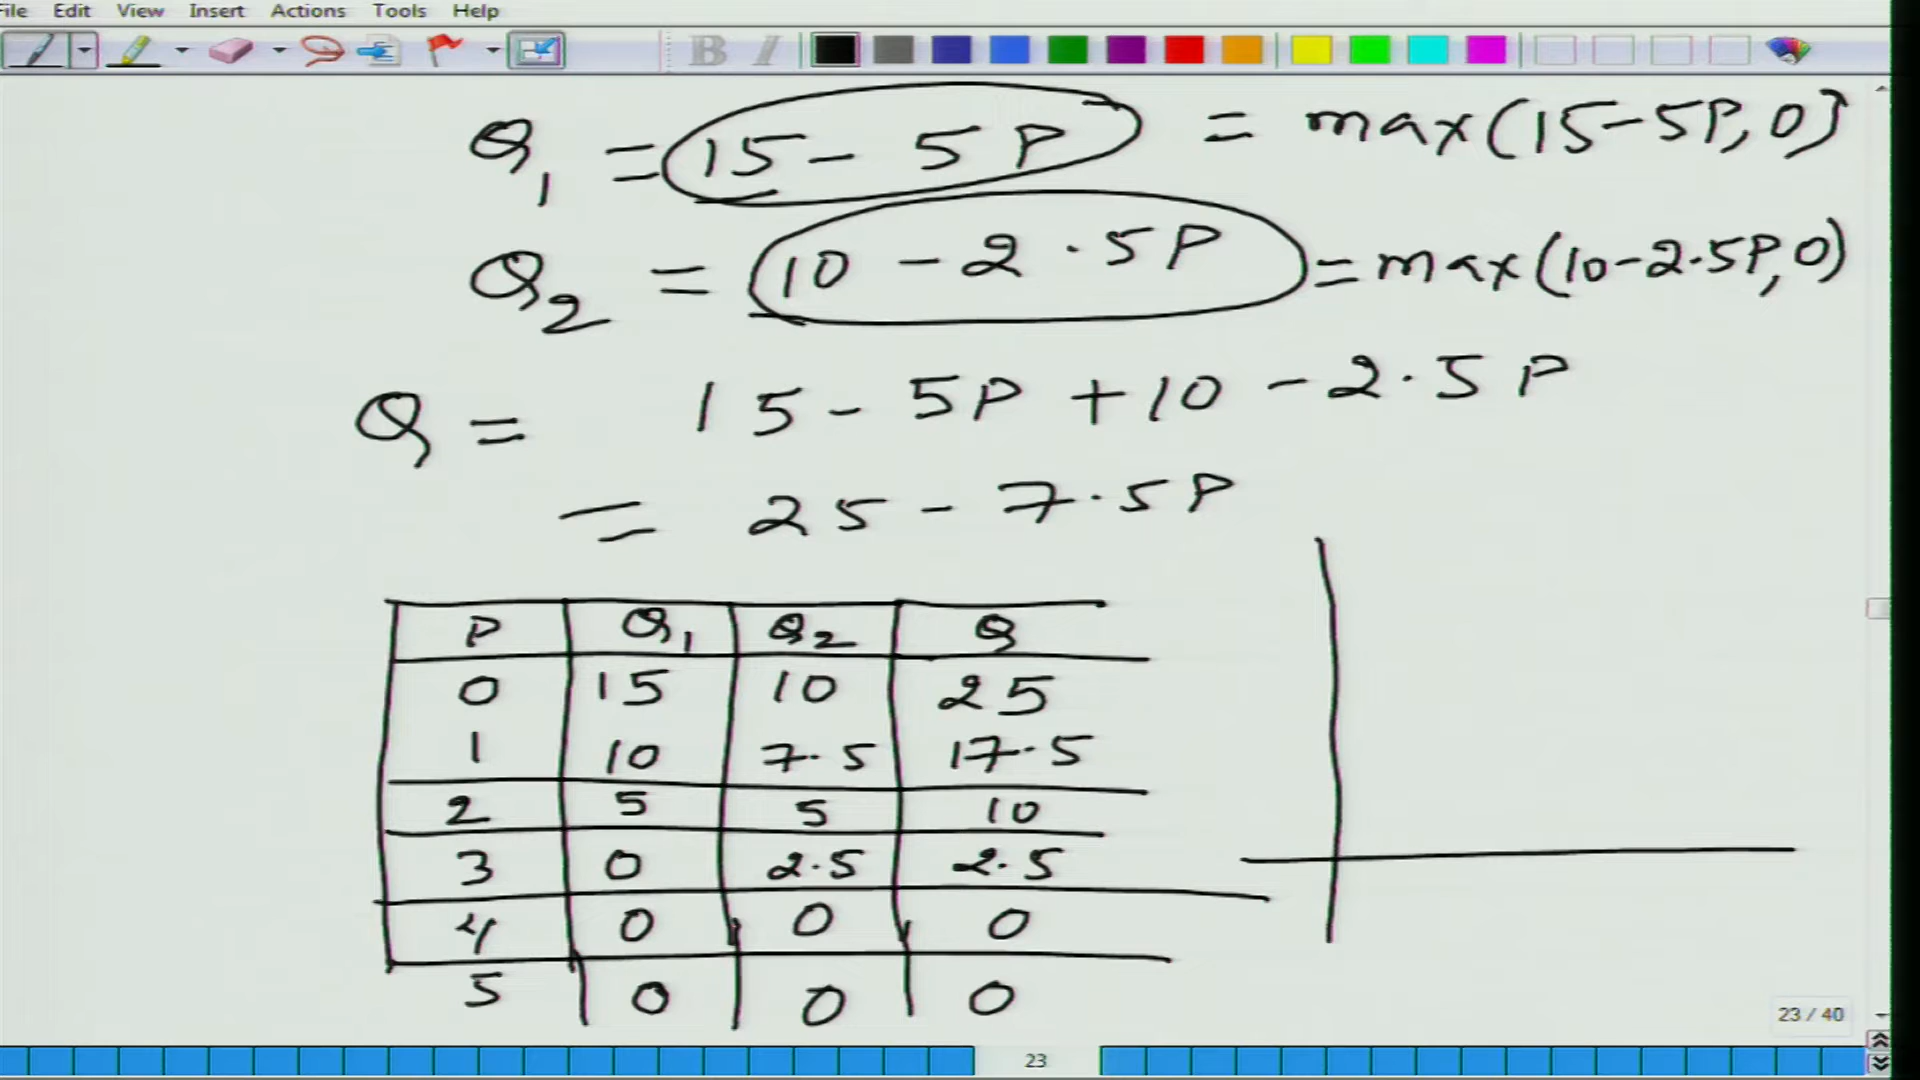 File Edit View Insert Actions Tools Help
B I
Q₁ = 15 - 5P = max(15-5P, 0)
Q₂ = 10 - 2.5P = max(10-2.5P, 0)
Q = 15 - 5P + 10 - 2.5P
= 25 - 7.5P
P Q₁ Q₂ Q
0 15 10 25
1 10 7.5 17.5
2 5 5 10
3 0 2.5 2.5
4 0 0 0
5 0 0 0
23 / 40
23